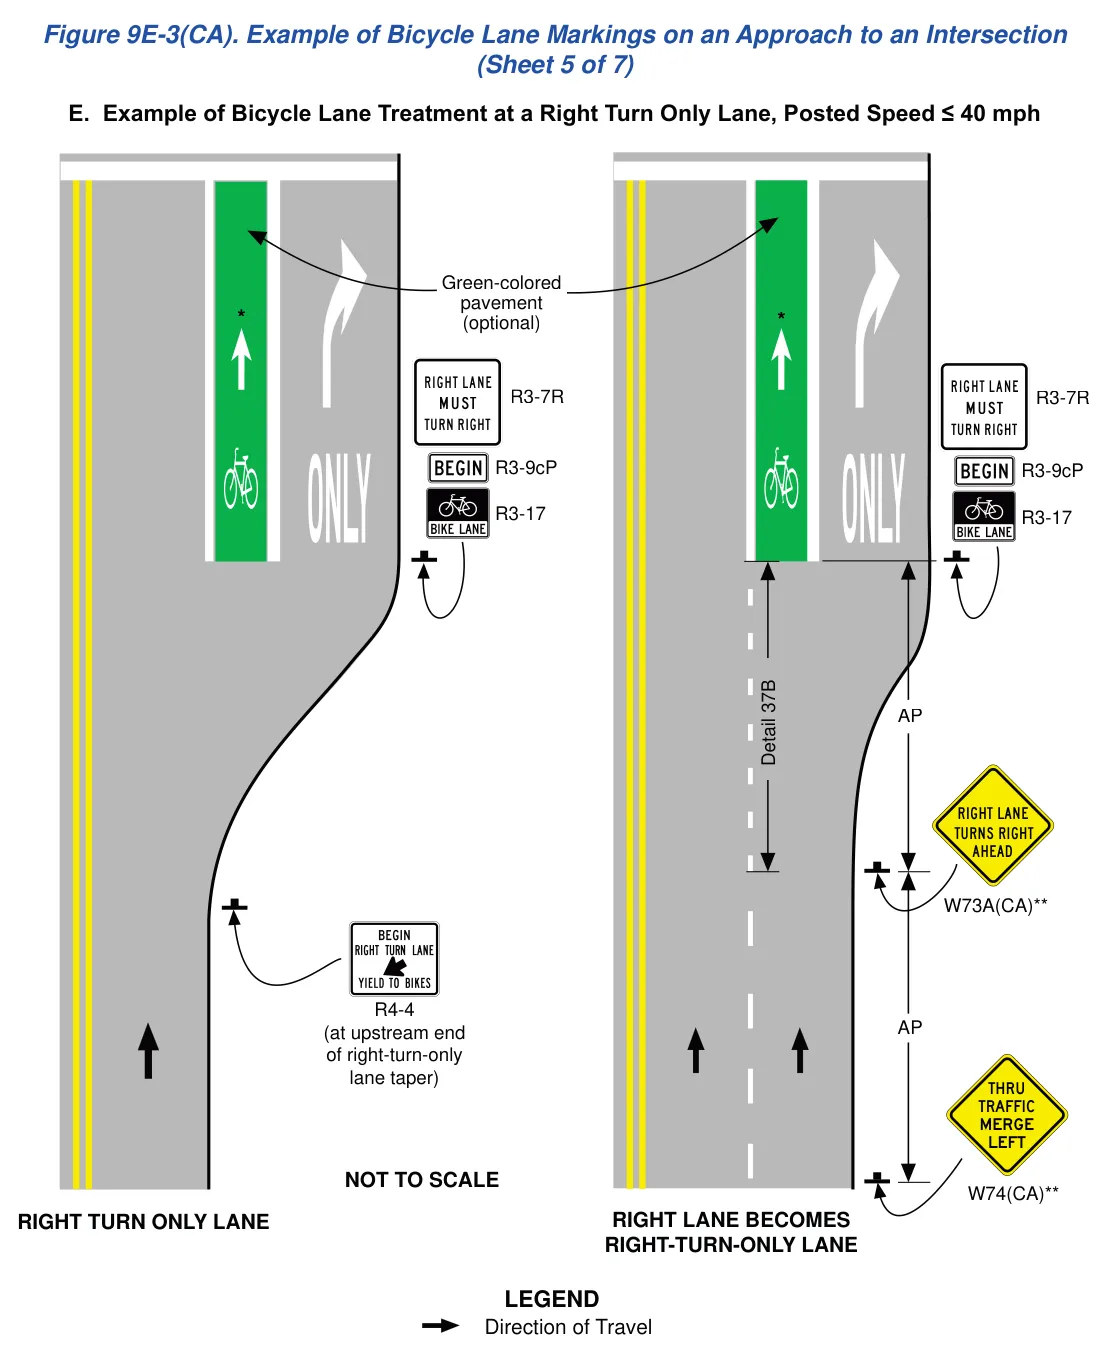 Figure 9E-3(CA). Example of Bicycle Lane Markings on an Approach to an Intersection
(Sheet 5 of 7)
E. Example of Bicycle Lane Treatment at a Right Turn Only Lane, Posted Speed ≤ 40 mph
Green-colored
pavement
(optional)
*
ONLY
RIGHT LANE
MUST
TURN RIGHT
R3-7R
BEGIN
R3-9cP
BIKE LANE
R3-17
BEGIN
RIGHT TURN LANE
YIELD TO BIKES
R4-4
(at upstream end
of right-turn-only
lane taper)
NOT TO SCALE
RIGHT TURN ONLY LANE
*
ONLY
RIGHT LANE
MUST
TURN RIGHT
R3-7R
BEGIN
R3-9cP
BIKE LANE
R3-17
Detail 37B
AP
RIGHT LANE
TURNS RIGHT
AHEAD
W73A(CA)**
AP
THRU
TRAFFIC
MERGE
LEFT
W74(CA)**
RIGHT LANE BECOMES
RIGHT-TURN-ONLY LANE
LEGEND
Direction of Travel